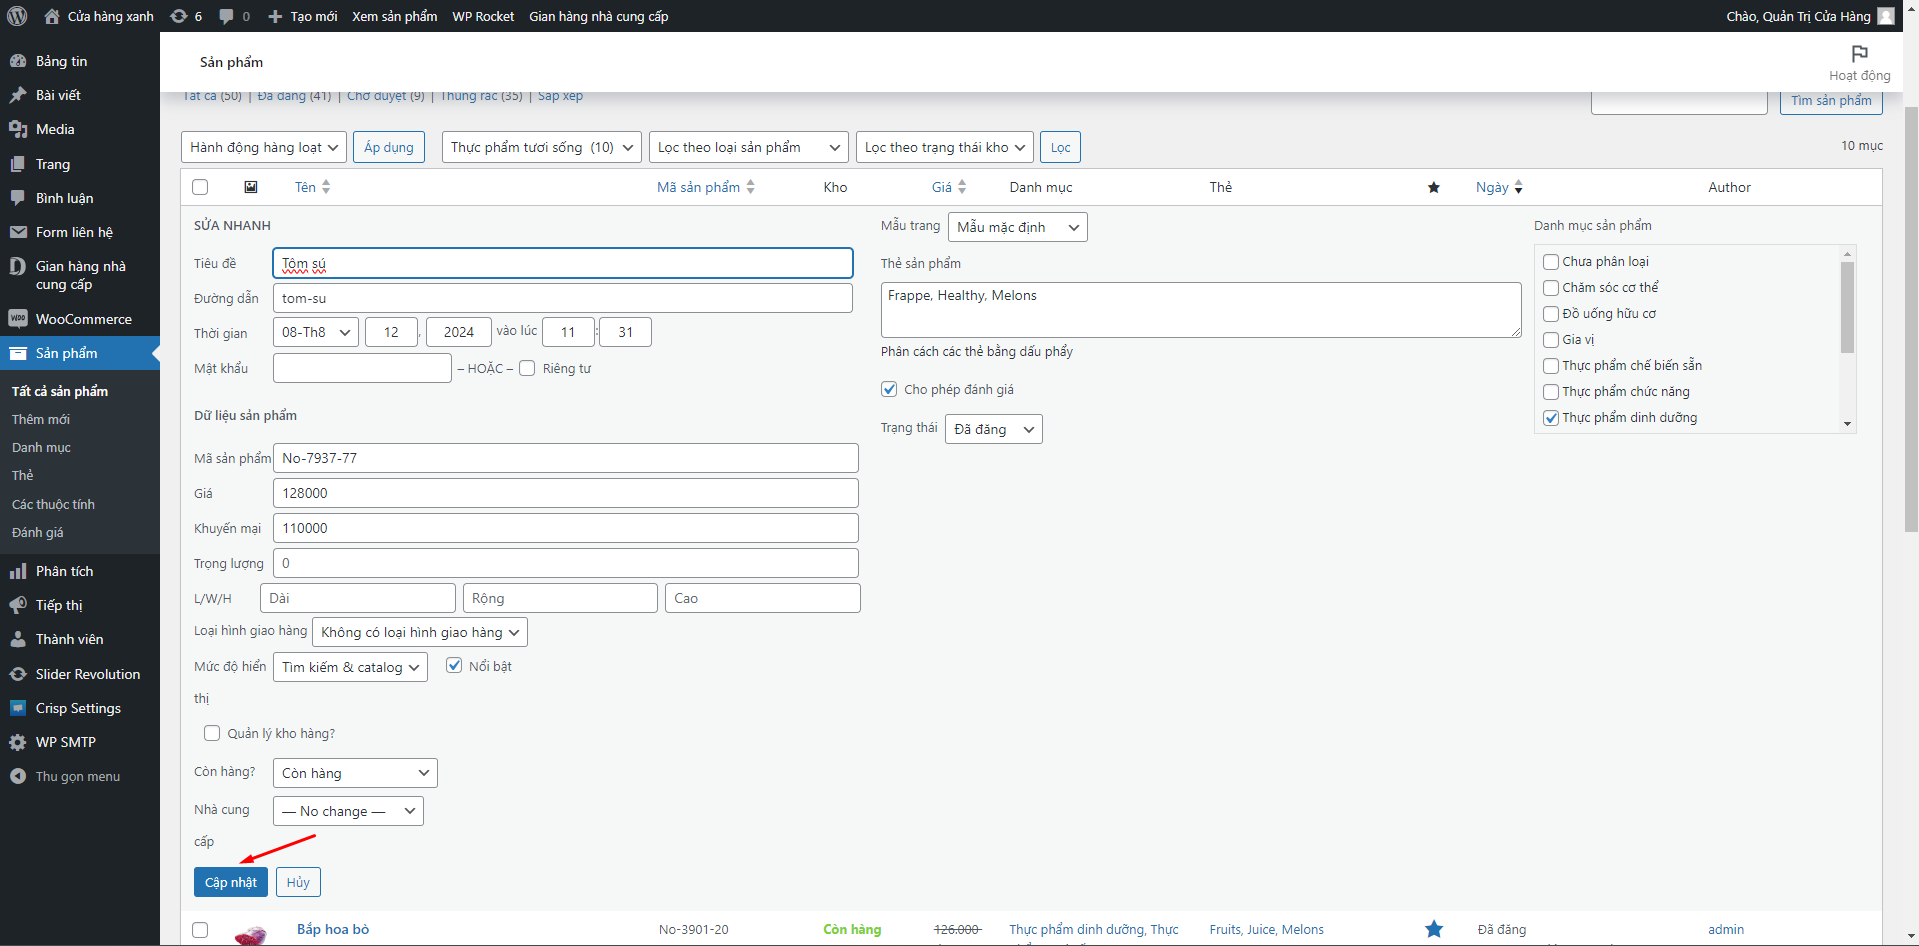 Cửa hàng xanh 6 0 Tạo mới Xem sản phẩm WP Rocket Gian hàng nhà cung cấp Chào, Quản Trị Cửa Hàng
Bảng tin
Bài viết
Media
Trang
Bình luận
Form liên hệ
Gian hàng nhà
cung cấp
WooCommerce
Sản phẩm
Tất cả sản phẩm
Thêm mới
Danh mục
Thẻ
Các thuộc tính
Đánh giá
Phân tích
Tiếp thị
Thành viên
Slider Revolution
Crisp Settings
WP SMTP
Thu gọn menu
Sản phẩm
Hoạt động
Tất cả (50) | Đã đăng (41) | Chờ duyệt (9) | Thùng rác (35) | Sắp xếp
Tìm sản phẩm
Hành động hàng loạt Áp dụng Thực phẩm tươi sống (10) Lọc theo loại sản phẩm Lọc theo trạng thái kho Lọc 10 mục
Tên Mã sản phẩm Kho Giá Danh mục Thẻ Ngày Author
SỬA NHANH
Tiêu đề Tôm sú
Đường dẫn tom-su
Thời gian 08-Th8 12 , 2024 vào lúc 11 : 31
Mật khẩu – HOẶC – Riêng tư
Dữ liệu sản phẩm
Mã sản phẩm No-7937-77
Giá 128000
Khuyến mại 110000
Trọng lượng 0
L/W/H Dài Rộng Cao
Loại hình giao hàng Không có loại hình giao hàng
Mức độ hiển Tìm kiếm & catalog Nổi bật
thị
Quản lý kho hàng?
Còn hàng? Còn hàng
Nhà cung — No change —
cấp
Cập nhật Hủy
Mẫu trang Mẫu mặc định
Thẻ sản phẩm
Frappe, Healthy, Melons
Phân cách các thẻ bằng dấu phẩy
Cho phép đánh giá
Trạng thái Đã đăng
Danh mục sản phẩm
Chưa phân loại
Chăm sóc cơ thể
Đồ uống hữu cơ
Gia vị
Thực phẩm chế biến sẵn
Thực phẩm chức năng
Thực phẩm dinh dưỡng
Bắp hoa bò No-3901-20 Còn hàng 126.000 Thực phẩm dinh dưỡng, Thực Fruits, Juice, Melons Đã đăng admin